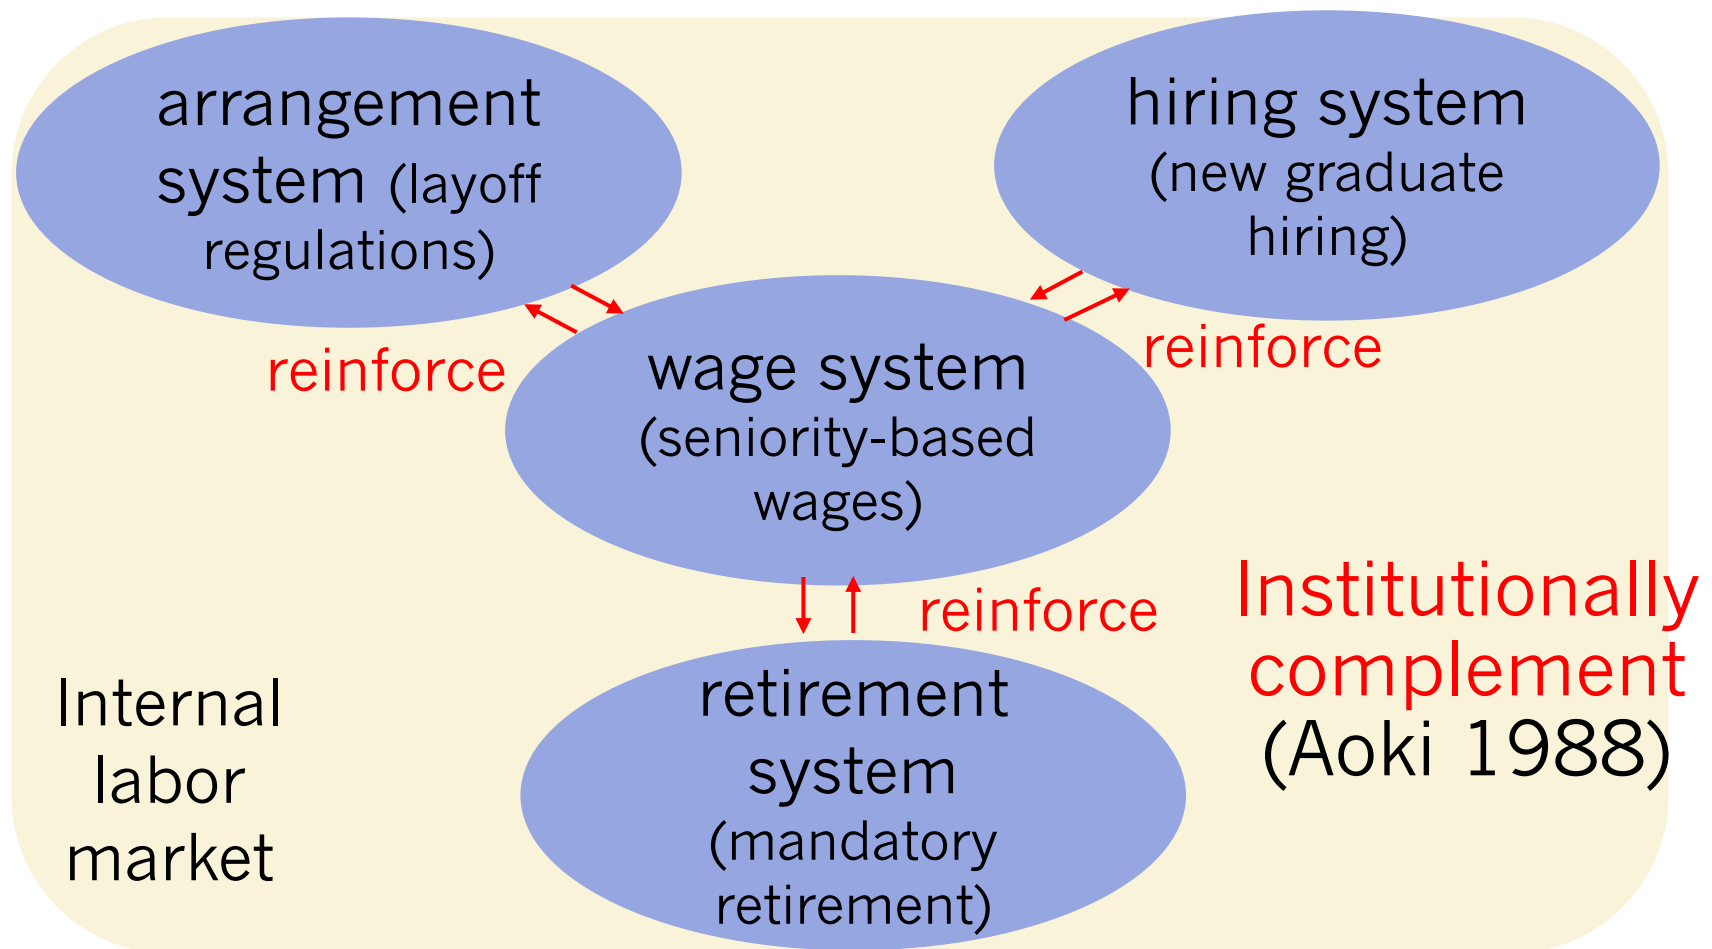 arrangement
system (layoff
regulations)
hiring system
(new graduate
hiring)
reinforce
reinforce
wage system
(seniority-based
wages)
reinforce
Institutionally
complement
(Aoki 1988)
Internal
labor
market
retirement
system
(mandatory
retirement)